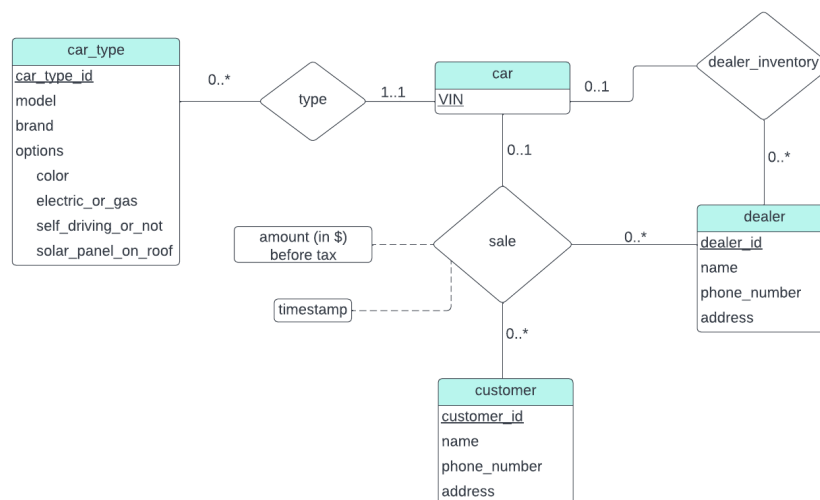 car_type
car_type_id
model
brand
options
color
electric_or_gas
self_driving_or_not
solar_panel_on_roof
0..*
type
1..1
car
VIN
0..1
dealer_inventory
0..*
dealer
dealer_id
name
phone_number
address
0..1
sale
0..*
amount (in $)
before tax
timestamp
0..*
customer
customer_id
name
phone_number
address